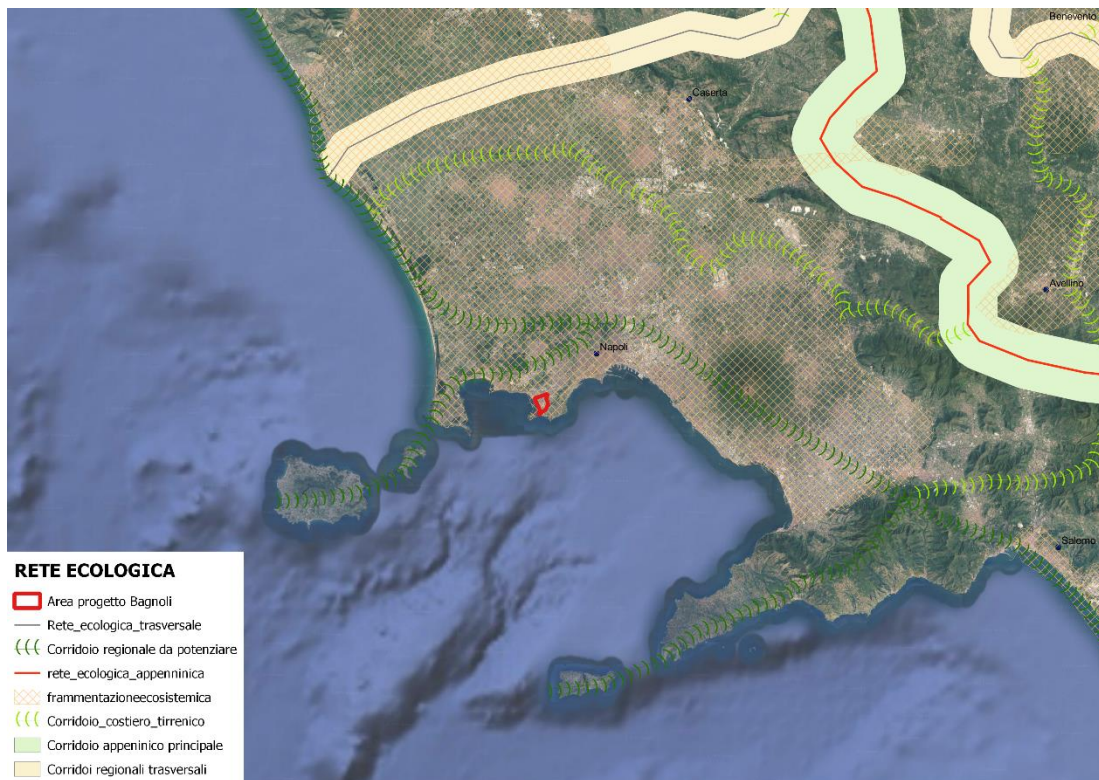 Benevento
Caserta
Avellino
Napoli
Salerno
RETE ECOLOGICA
Area progetto Bagnoli
Rete_ecologica_trasversale
Corridoio regionale da potenziare
rete_ecologica_appenninica
frammentazioneecosistemica
Corridoio_costiero_tirrenico
Corridoio appeninico principale
Corridoi regionali trasversali